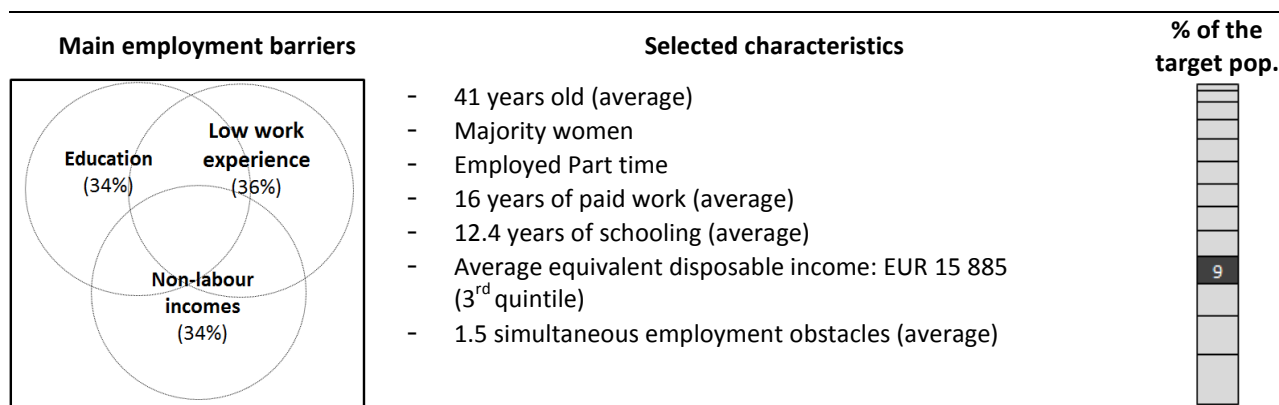 Main employment barriers
Selected characteristics
% of the
target pop.
Education
(34%)
Low work
experience
(36%)
Non-labour
incomes
(34%)
- 41 years old (average)
- Majority women
- Employed Part time
- 16 years of paid work (average)
- 12.4 years of schooling (average)
- Average equivalent disposable income: EUR 15 885
(3rd quintile)
- 1.5 simultaneous employment obstacles (average)
9